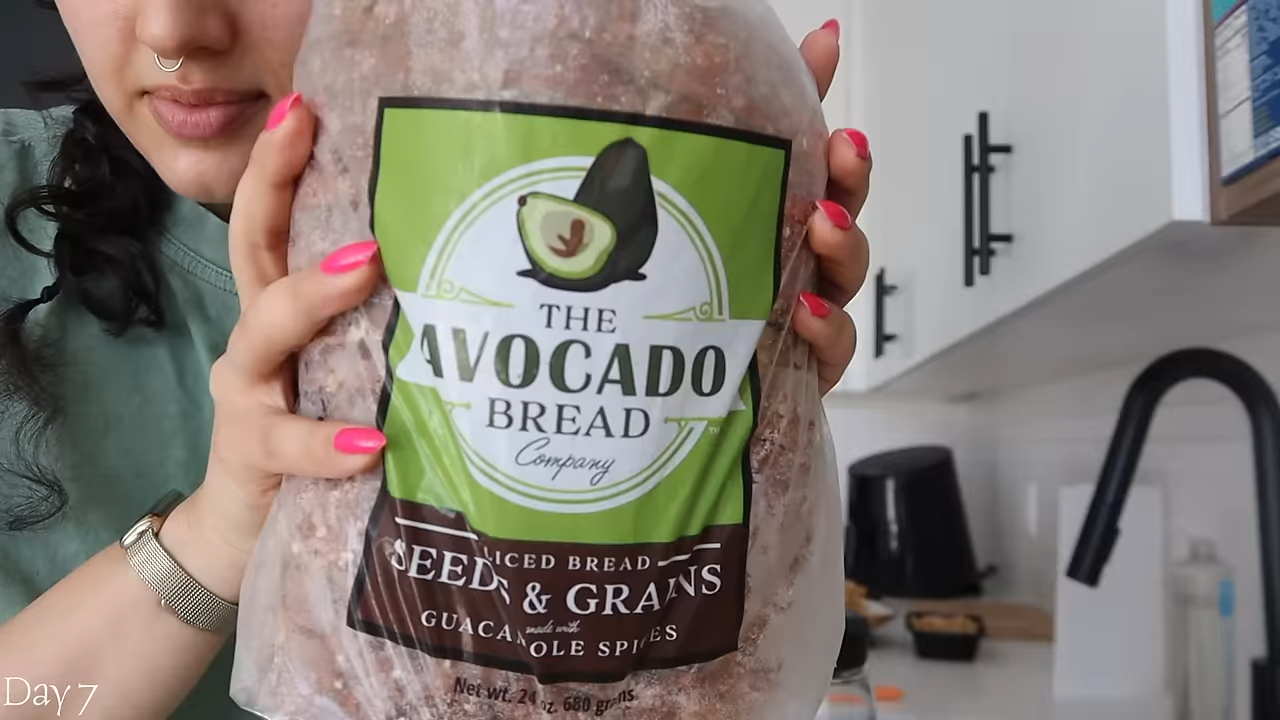 THE
AVOCADO
BREAD
Company
SLICED BREAD
SEEDS & GRAINS
made with
GUACAMOLE SPICES
Net wt. 24 oz. 680 grams
Day 7